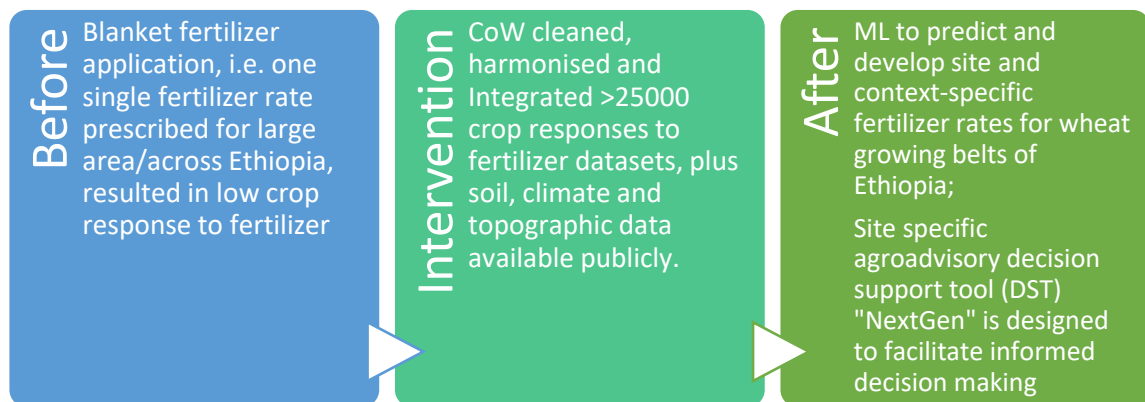 Before
Blanket fertilizer
application, i.e. one
single fertilizer rate
prescribed for large
area/across Ethiopia,
resulted in low crop
response to fertilizer
Intervention
CoW cleaned,
harmonised and
Integrated >25000
crop responses to
fertilizer datasets, plus
soil, climate and
topographic data
available publicly.
After
ML to predict and
develop site and
context-specific
fertilizer rates for wheat
growing belts of
Ethiopia;
Site specific
agroadvisory decision
support tool (DST)
"NextGen" is designed
to facilitate informed
decision making